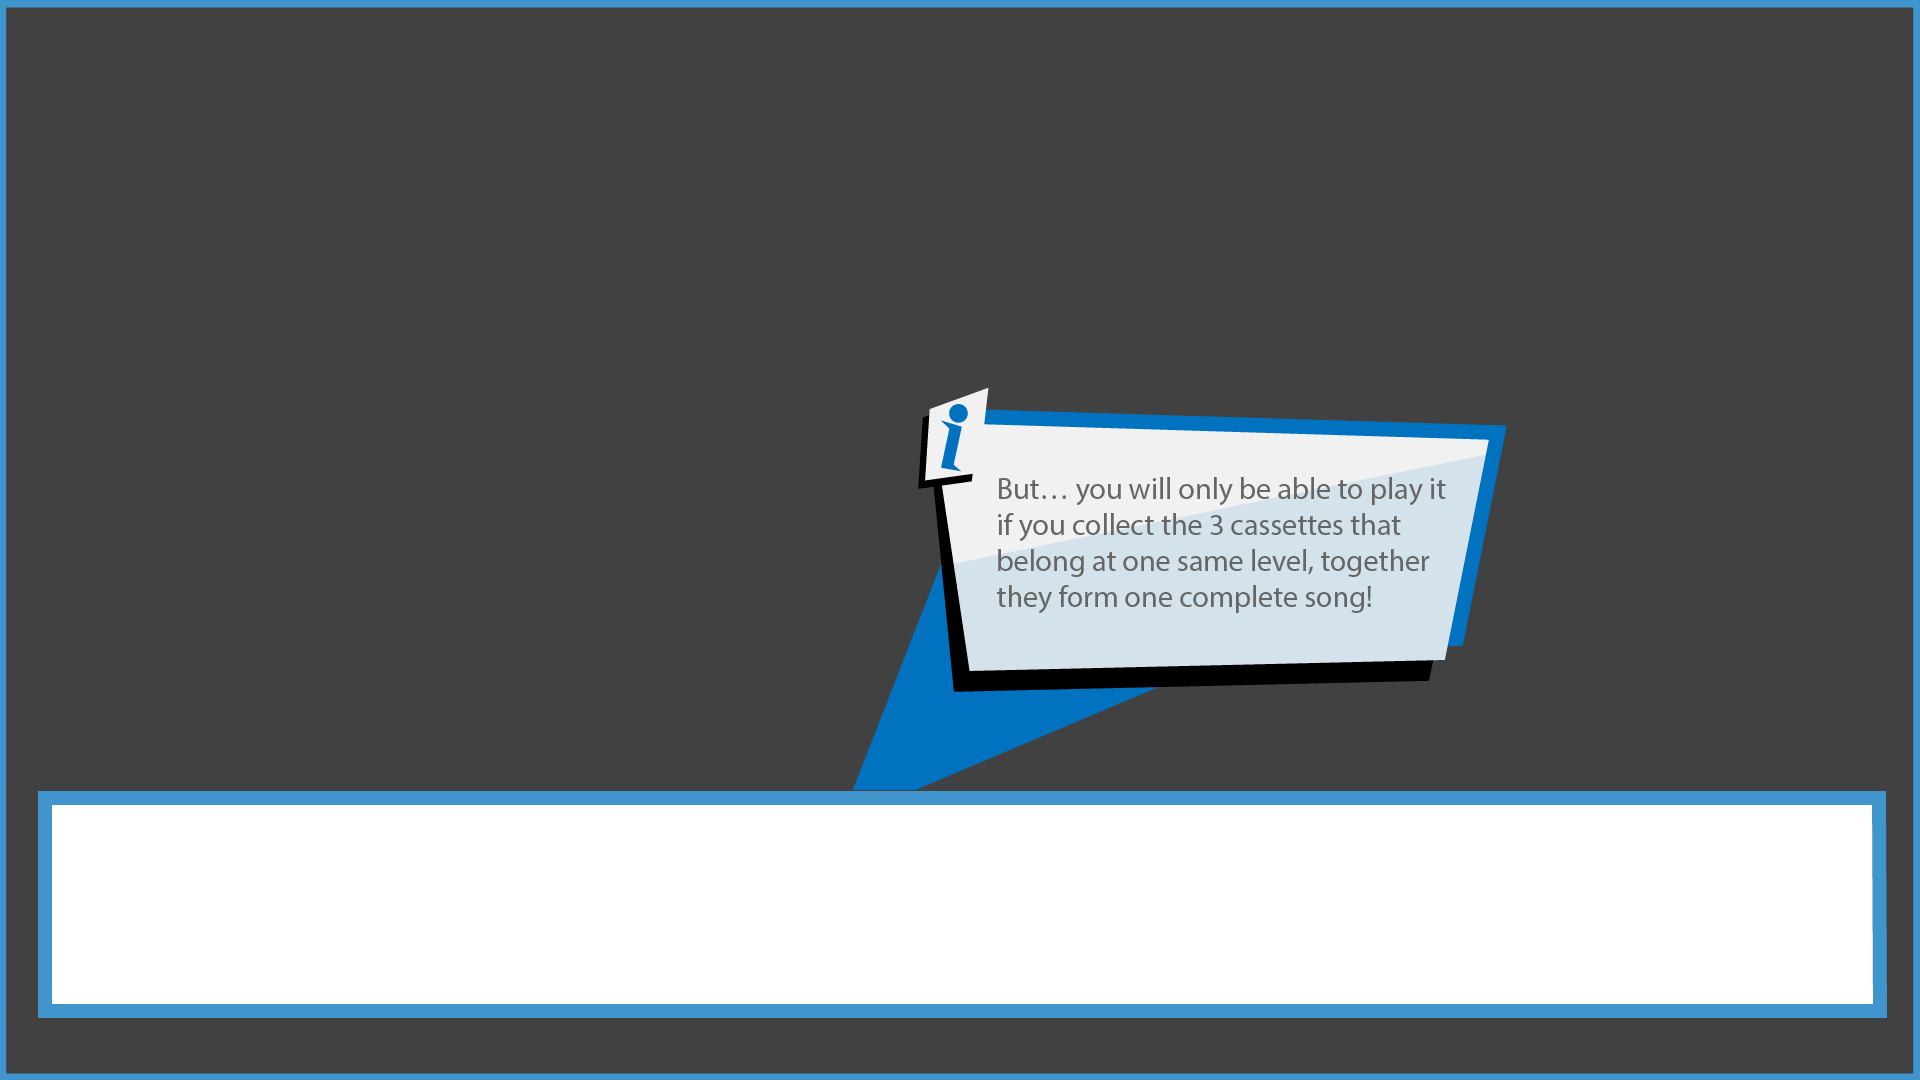 But… you will only be able to play it
if you collect the 3 cassettes that
belong at one same level, together
they form one complete song!